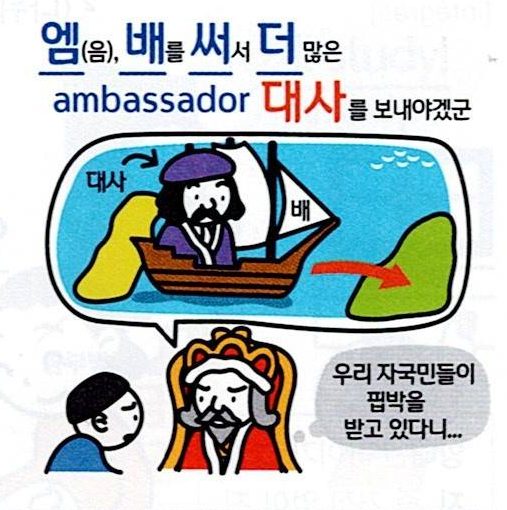 엠(음), 배를 써서 더 많은
ambassador 대사를 보내야겠군
대사
배
우리 자국민들이
핍박을
받고 있다니...